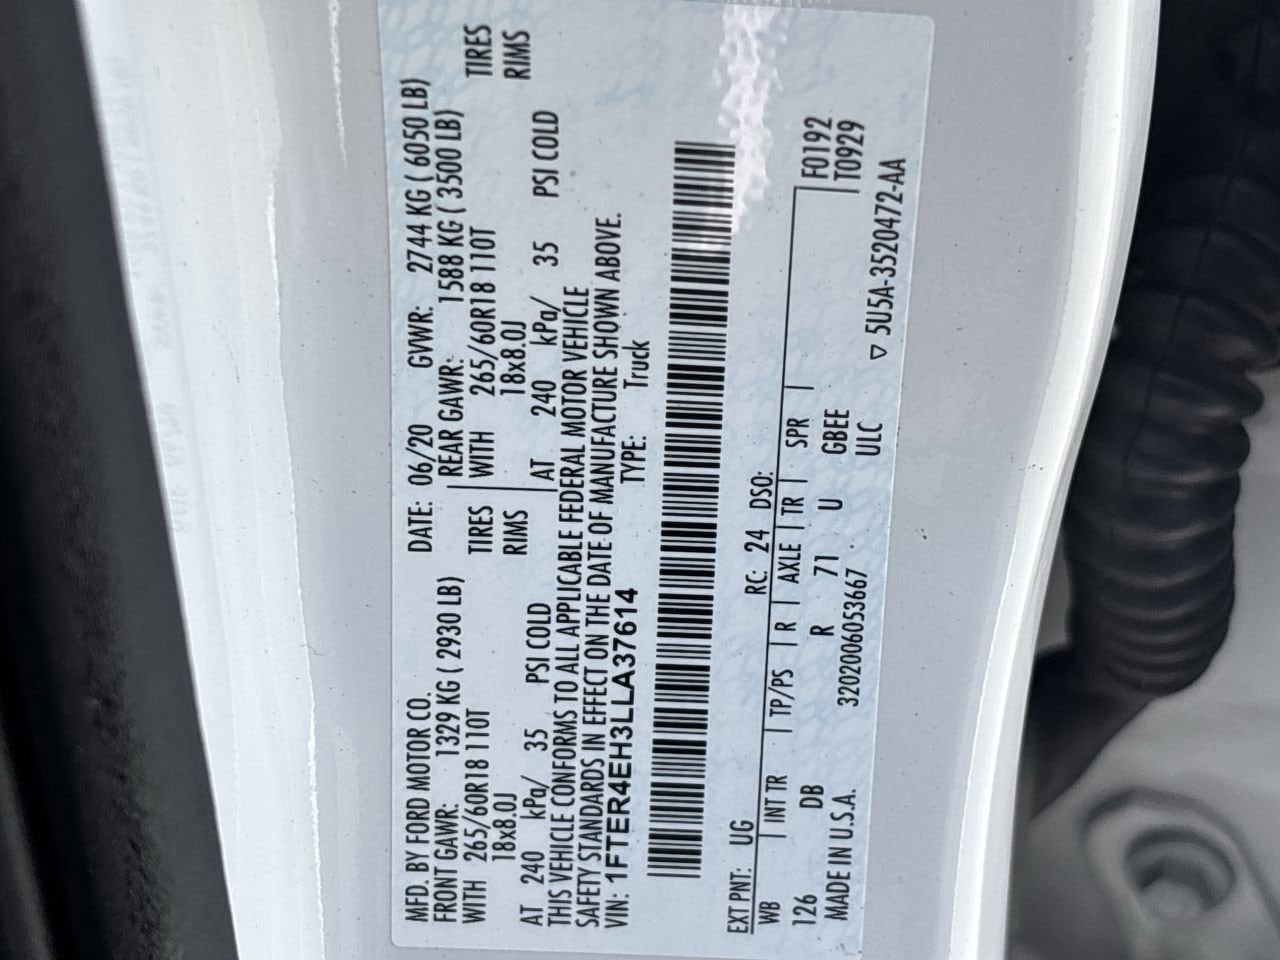 MFD. BY FORD MOTOR CO. DATE: 06/20 GVWR: 2744 KG ( 6050 LB)
FRONT GAWR: 1329 KG ( 2930 LB) REAR GAWR: 1588 KG ( 3500 LB)
WITH 265/60R18 110T TIRES WITH 265/60R18 110T TIRES
18x8.0J RIMS 18x8.0J RIMS
AT 240 kPa/ 35 PSI COLD AT 240 kPa/ 35 PSI COLD
THIS VEHICLE CONFORMS TO ALL APPLICABLE FEDERAL MOTOR VEHICLE
SAFETY STANDARDS IN EFFECT ON THE DATE OF MANUFACTURE SHOWN ABOVE.
VIN: 1FTER4EH3LLA37614 TYPE: Truck
EXT PNT: UG RC: 24 DSO:
WB INT TR TP/PS R AXLE TR SPR F0192
126 DB R 71 U GBEE T0929
MADE IN U.S.A. 3202006053667 ULC
▽ 5U5A-3520472-AA